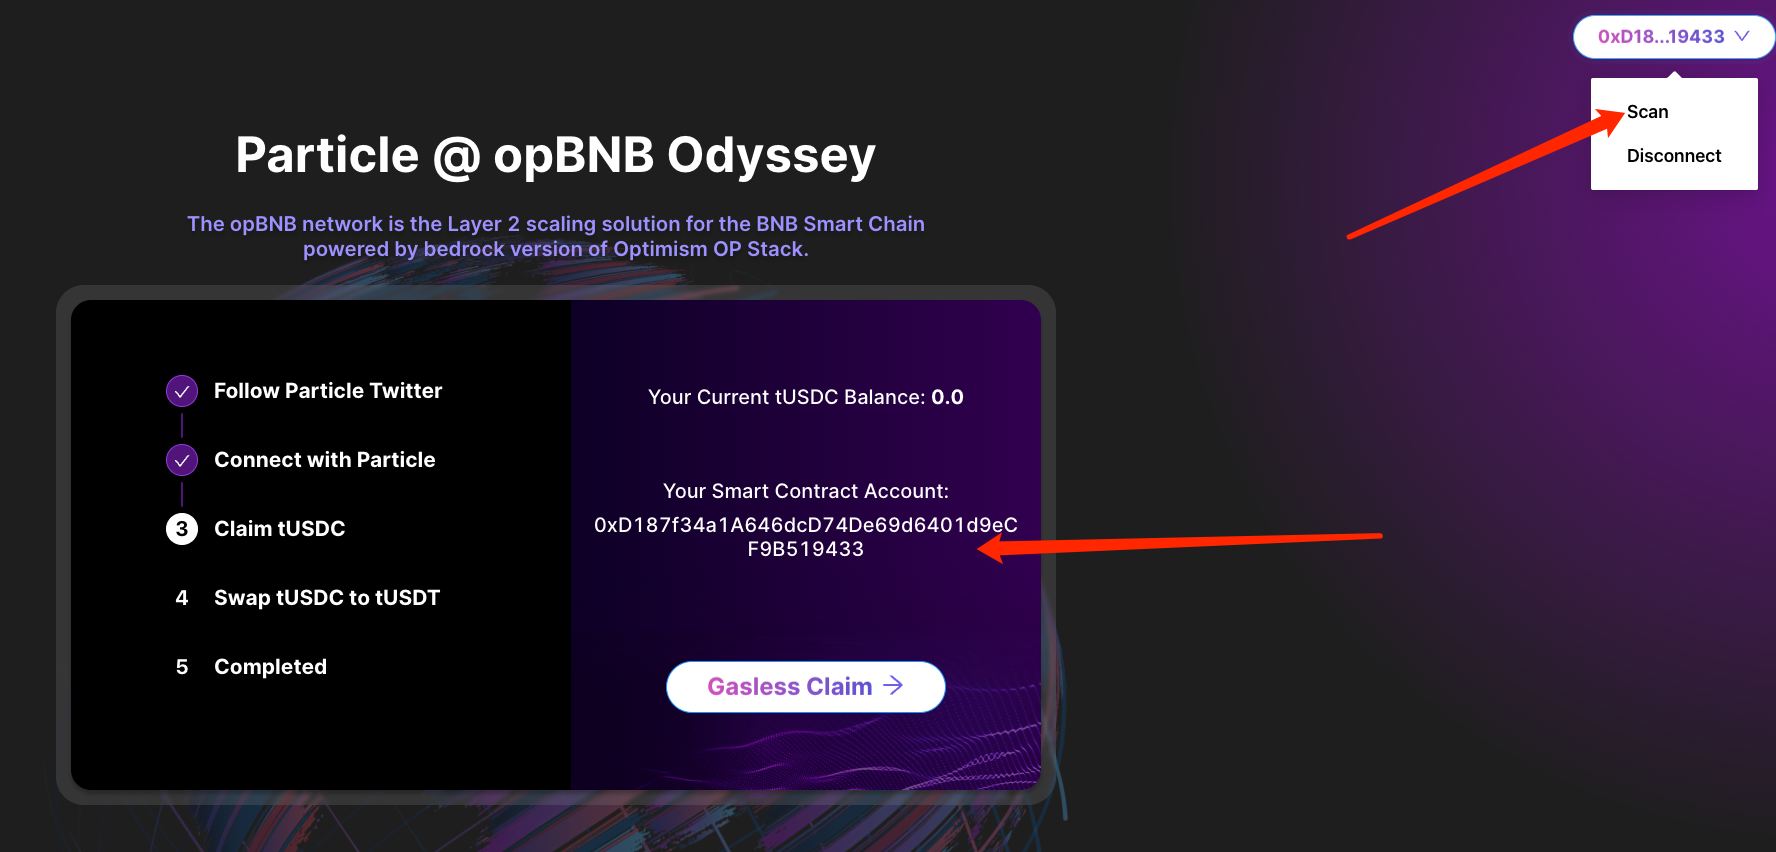 0xD18...19433
Scan
Disconnect
Particle @ opBNB Odyssey
The opBNB network is the Layer 2 scaling solution for the BNB Smart Chain
powered by bedrock version of Optimism OP Stack.
Follow Particle Twitter
Connect with Particle
3 Claim tUSDC
4 Swap tUSDC to tUSDT
5 Completed
Your Current tUSDC Balance: 0.0
Your Smart Contract Account:
0xD187f34a1A646dcD74De69d6401d9eC
F9B519433
Gasless Claim